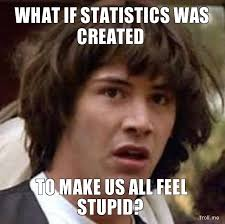 WHAT IF STATISTICS WAS
CREATED
TO MAKE US ALL FEEL
STUPID?
Troll.me